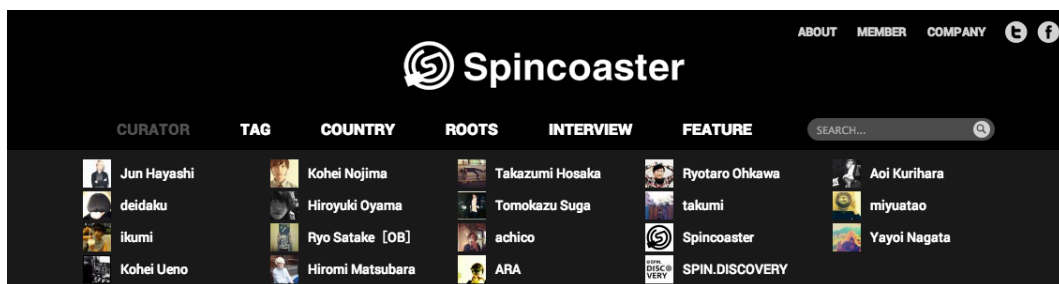 ABOUT MEMBER COMPANY
Spincoaster
CURATOR TAG COUNTRY ROOTS INTERVIEW FEATURE SEARCH...
Jun Hayashi Kohei Nojima Takazumi Hosaka Ryotaro Ohkawa Aoi Kurihara
deidaku Hiroyuki Oyama Tomokazu Suga takumi miyuatao
ikumi Ryo Satake［OB］ achico Spincoaster Yayoi Nagata
Kohei Ueno Hiromi Matsubara ARA SPIN.DISCOVERY